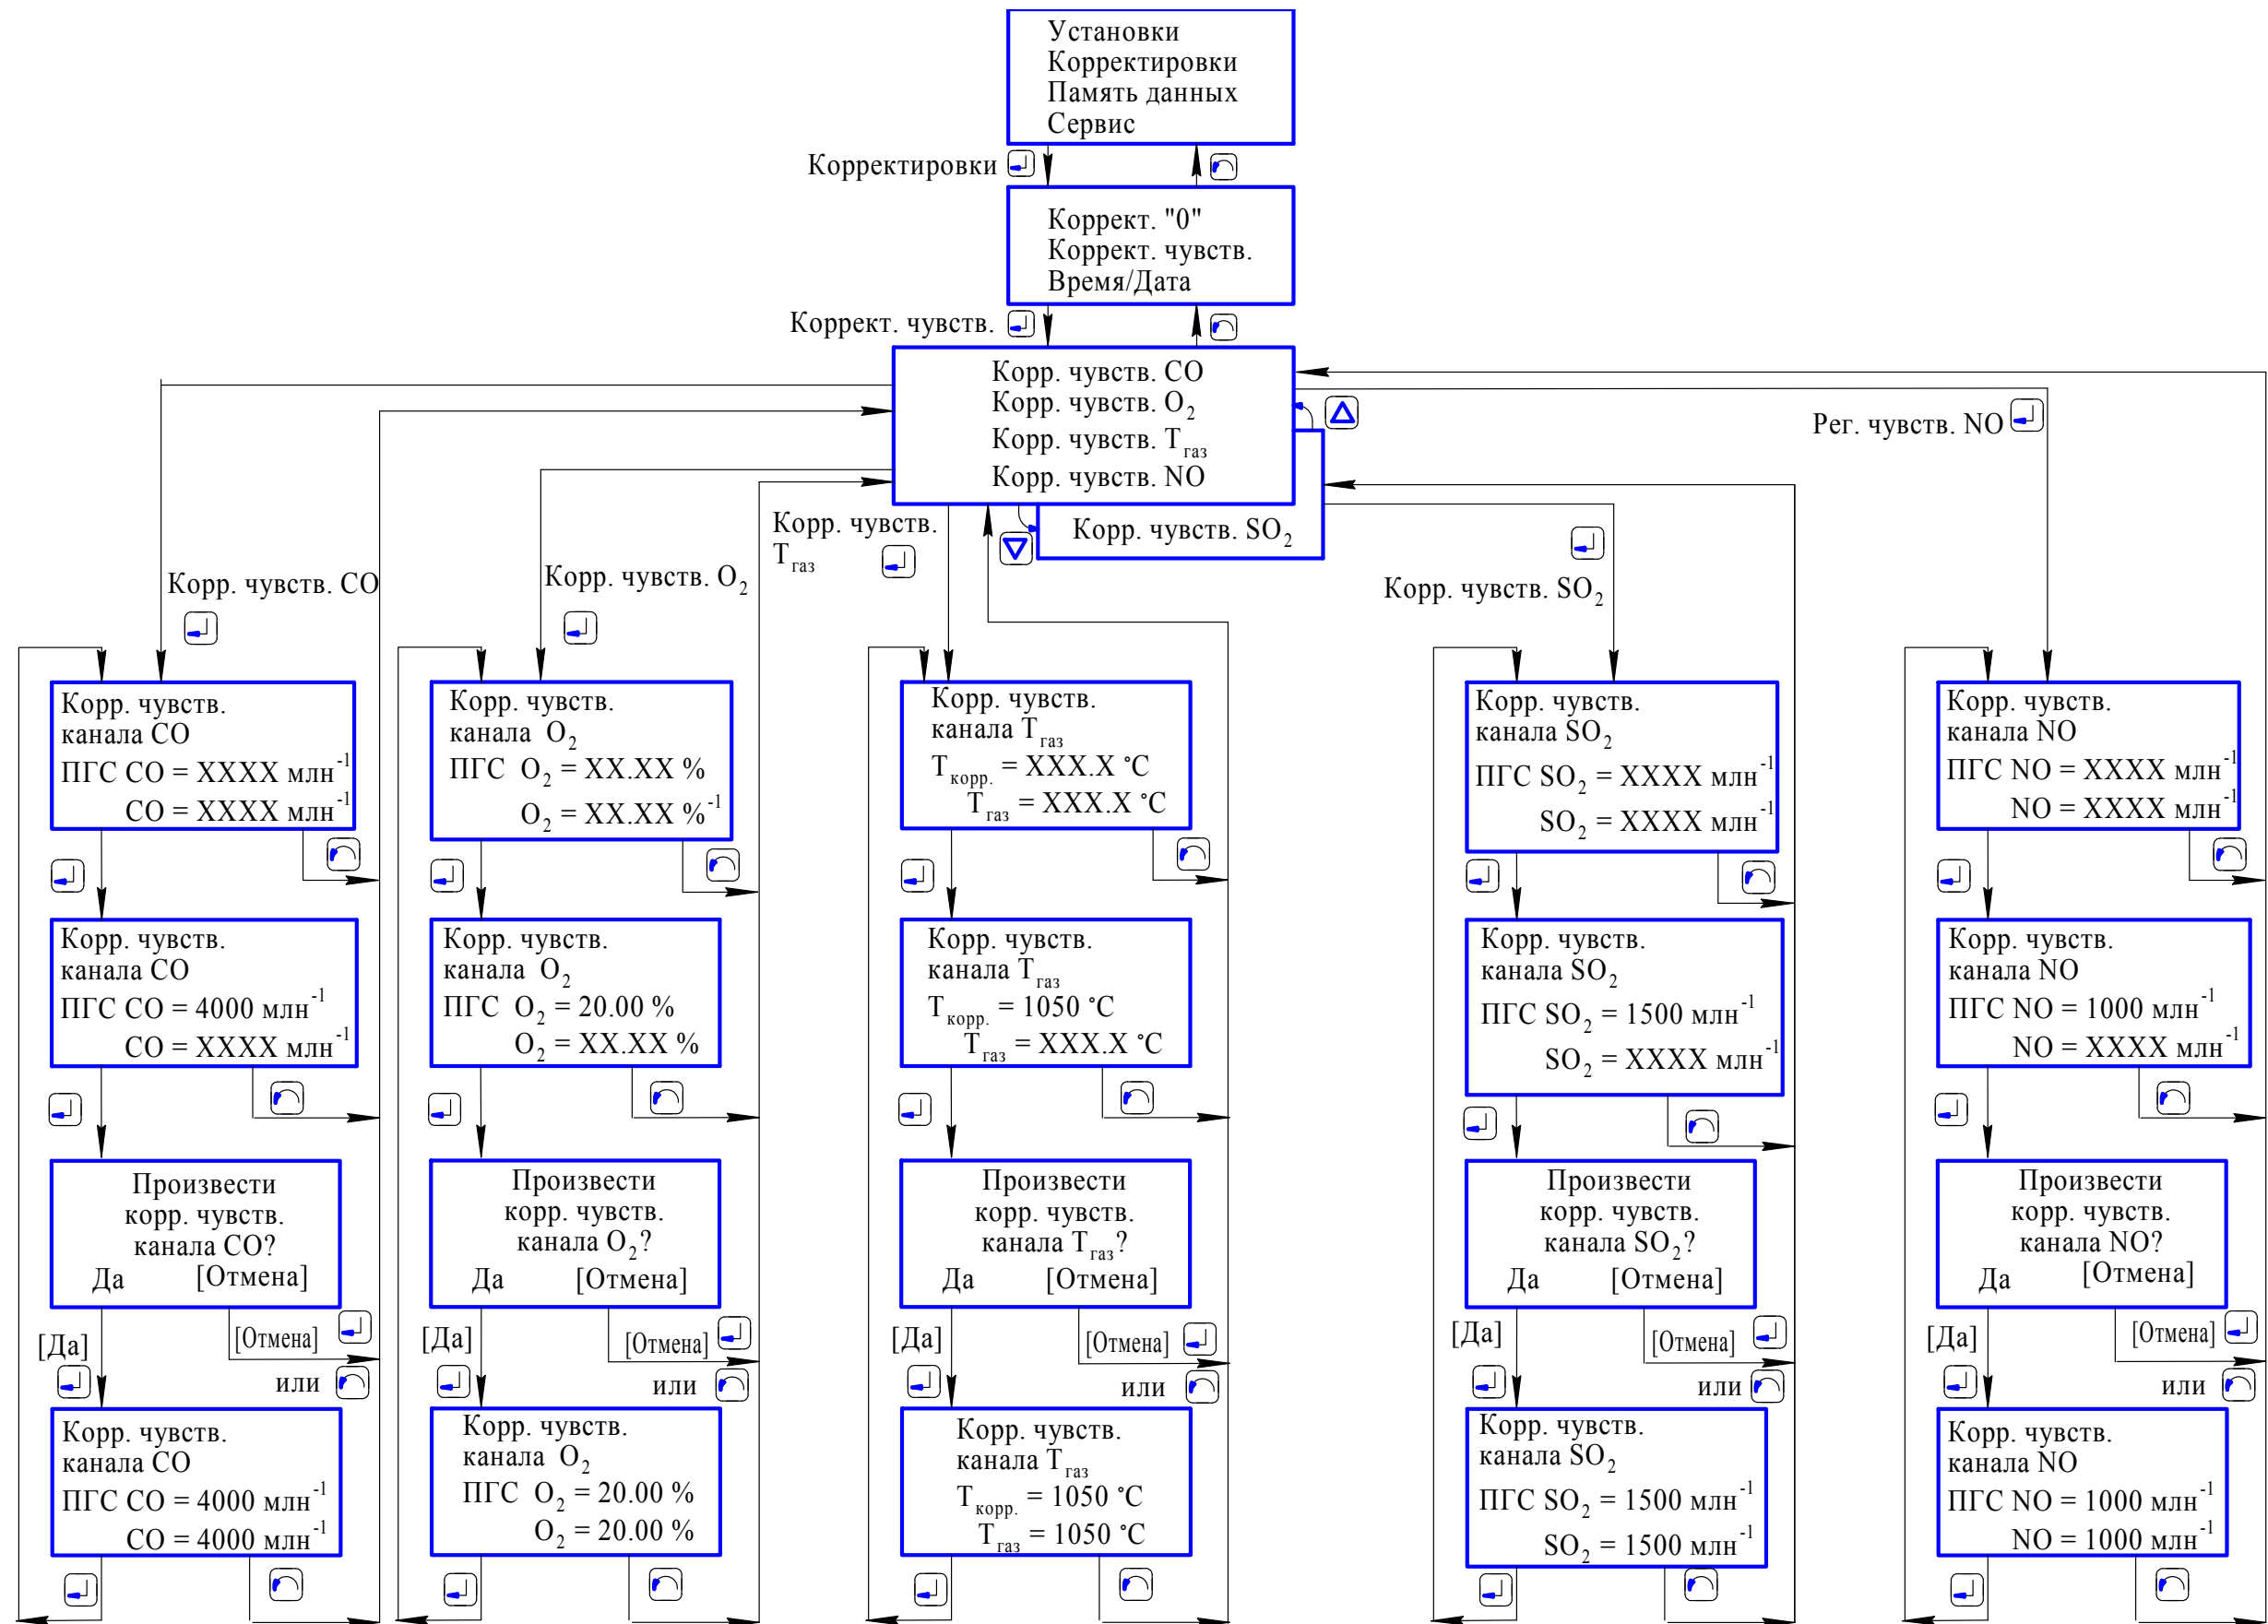 Установки
Корректировки
Память данных
Сервис
Корректировки
Коррект. "0"
Коррект. чувств.
Время/Дата
Коррект. чувств.
Корр. чувств. CO
Корр. чувств. O₂
Корр. чувств. Тгаз
Корр. чувств. NO
Корр. чувств. SO₂
Рег. чувств. NO
Корр. чувств.
Тгаз
Корр. чувств. CO
Корр. чувств. O₂
Корр. чувств. SO₂
Корр. чувств.
канала CO
ПГС CO = XXXX млн⁻¹
CO = XXXX млн⁻¹
Корр. чувств.
канала O₂
ПГС O₂ = XX.XX %
O₂ = XX.XX %⁻¹
Корр. чувств.
канала Тгаз
Ткорр. = XXX.X °C
Тгаз = XXX.X °C
Корр. чувств.
канала SO₂
ПГС SO₂ = XXXX млн⁻¹
SO₂ = XXXX млн⁻¹
Корр. чувств.
канала NO
ПГС NO = XXXX млн⁻¹
NO = XXXX млн⁻¹
Корр. чувств.
канала CO
ПГС CO = 4000 млн⁻¹
CO = XXXX млн⁻¹
Корр. чувств.
канала O₂
ПГС O₂ = 20.00 %
O₂ = XX.XX %
Корр. чувств.
канала Тгаз
Ткорр. = 1050 °C
Тгаз = XXX.X °C
Корр. чувств.
канала SO₂
ПГС SO₂ = 1500 млн⁻¹
SO₂ = XXXX млн⁻¹
Корр. чувств.
канала NO
ПГС NO = 1000 млн⁻¹
NO = XXXX млн⁻¹
Произвести
корр. чувств.
канала CO?
Да [Отмена]
Произвести
корр. чувств.
канала O₂?
Да [Отмена]
Произвести
корр. чувств.
канала Тгаз?
Да [Отмена]
Произвести
корр. чувств.
канала SO₂?
Да [Отмена]
Произвести
корр. чувств.
канала NO?
Да [Отмена]
[Да] [Отмена]
или
[Да] [Отмена]
или
[Да] [Отмена]
или
[Да] [Отмена]
или
[Да] [Отмена]
или
Корр. чувств.
канала CO
ПГС CO = 4000 млн⁻¹
CO = 4000 млн⁻¹
Корр. чувств.
канала O₂
ПГС O₂ = 20.00 %
O₂ = 20.00 %
Корр. чувств.
канала Тгаз
Ткорр. = 1050 °C
Тгаз = 1050 °C
Корр. чувств.
канала SO₂
ПГС SO₂ = 1500 млн⁻¹
SO₂ = 1500 млн⁻¹
Корр. чувств.
канала NO
ПГС NO = 1000 млн⁻¹
NO = 1000 млн⁻¹